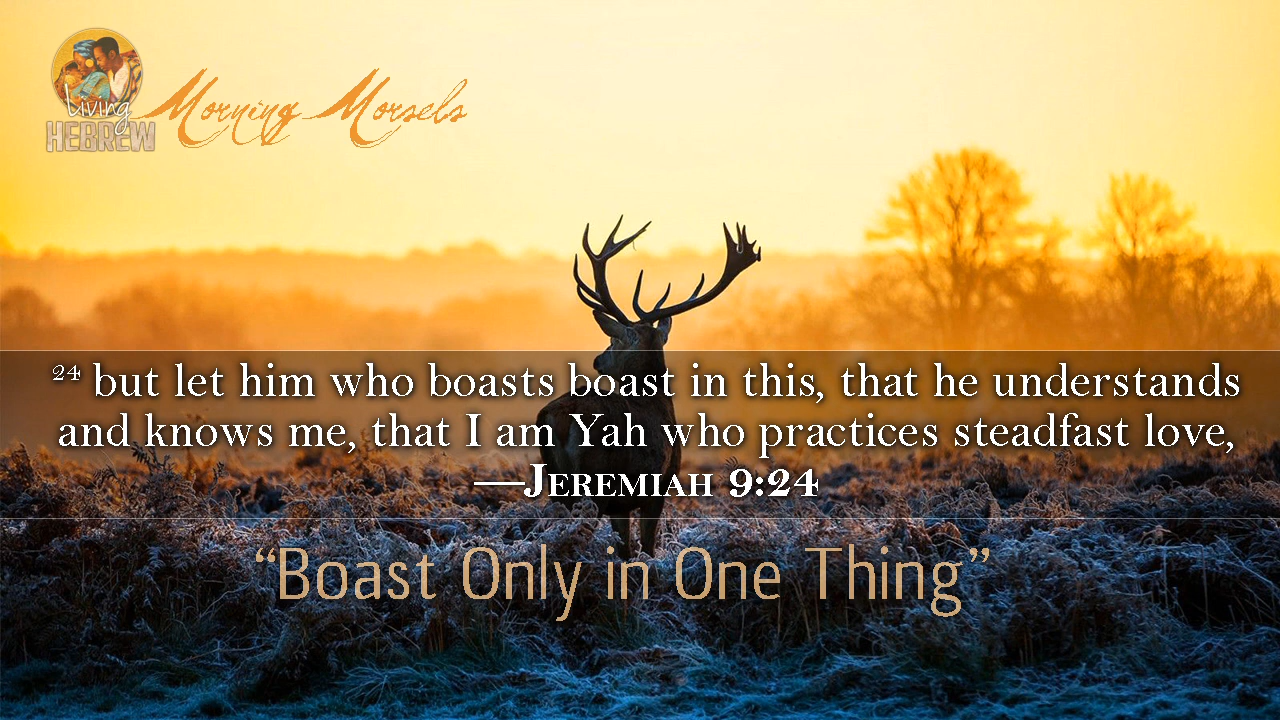 Living
HEBREW
Morning Morsels
24 but let him who boasts boast in this, that he understands
and knows me, that I am Yah who practices steadfast love,
—JEREMIAH 9:24
“Boast Only in One Thing”